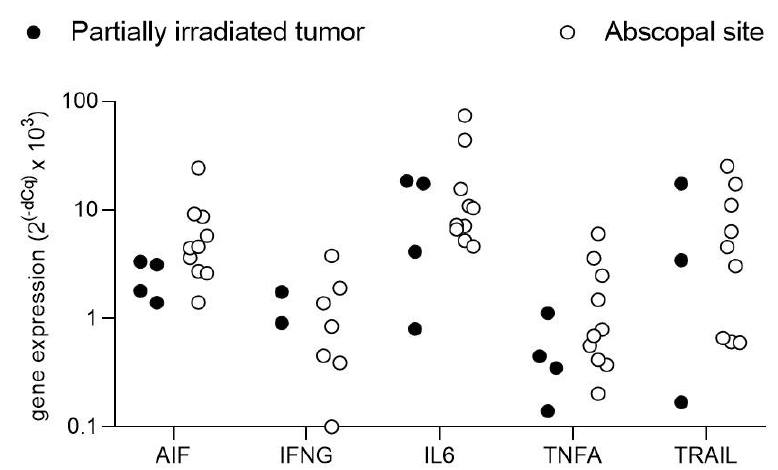 Partially irradiated tumor
Abscopal site
gene expression (2^(-dCq) x 10^3)
100
10
1
0.1
AIF
IFNG
IL6
TNFA
TRAIL